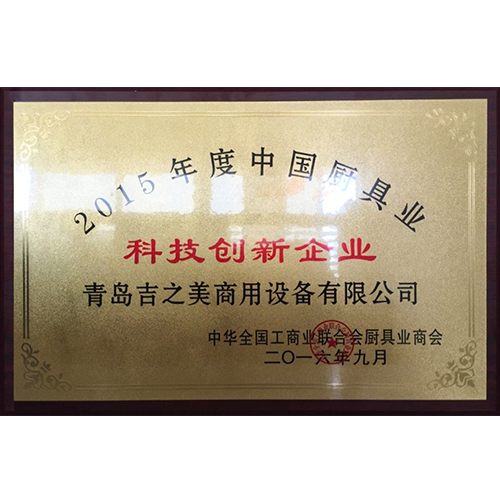 2015年度中国厨具业
科技创新企业
青岛吉之美商用设备有限公司
中华全国工商业联合会厨具业商会
二〇一六年九月